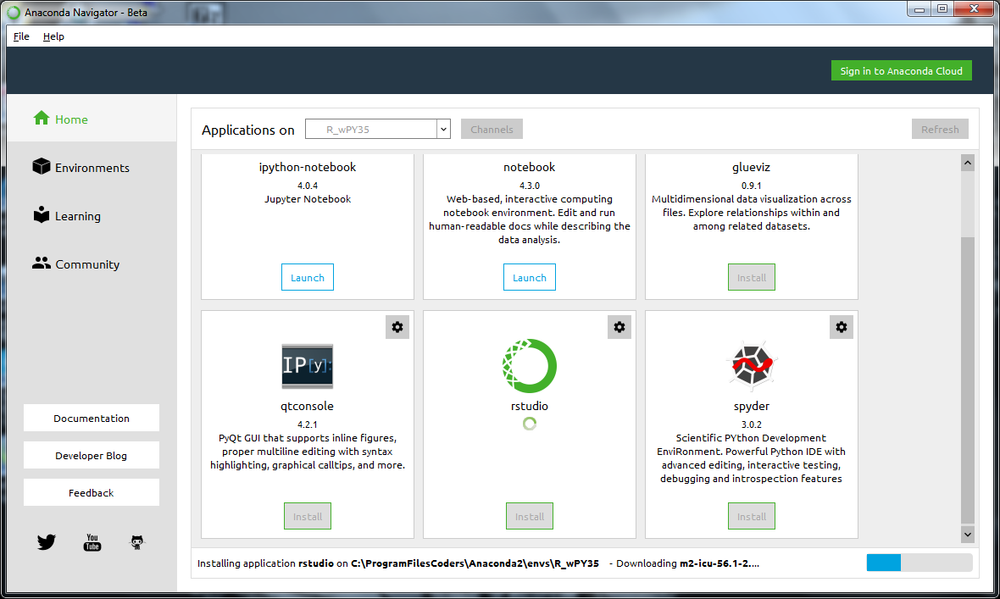 Anaconda Navigator - Beta
File Help
Sign in to Anaconda Cloud
Home
Environments
Learning
Community
Documentation
Developer Blog
Feedback
You
Tube
Applications on R_wPY35 Channels Refresh
ipython-notebook
4.0.4
Jupyter Notebook
Launch
notebook
4.3.0
Web-based, interactive computing
notebook environment. Edit and run
human-readable docs while describing the
data analysis.
Launch
glueviz
0.9.1
Multidimensional data visualization across
files. Explore relationships within and
among related datasets.
Install
IP[y]:
qtconsole
4.2.1
PyQt GUI that supports inline figures,
proper multiline editing with syntax
highlighting, graphical calltips, and more.
Install
rstudio
Install
spyder
3.0.2
Scientific PYthon Development
EnviRonment. Powerful Python IDE with
advanced editing, interactive testing,
debugging and introspection features
Install
Installing application rstudio on C:\ProgramFilesCoders\Anaconda2\envs\R_wPY35 - Downloading m2-icu-56.1-2....